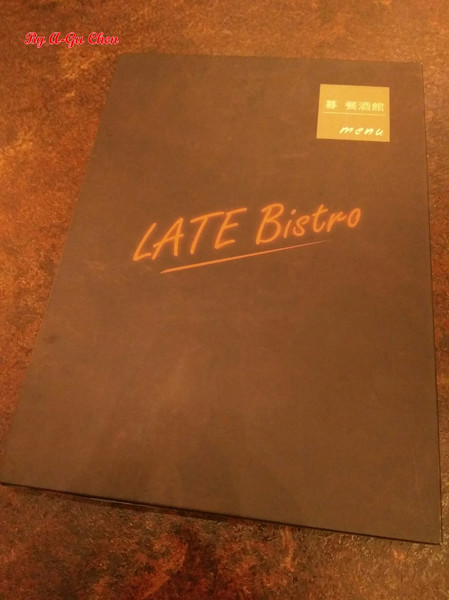 By A-Gu Chen
暮 餐酒館
menu
LATE Bistro